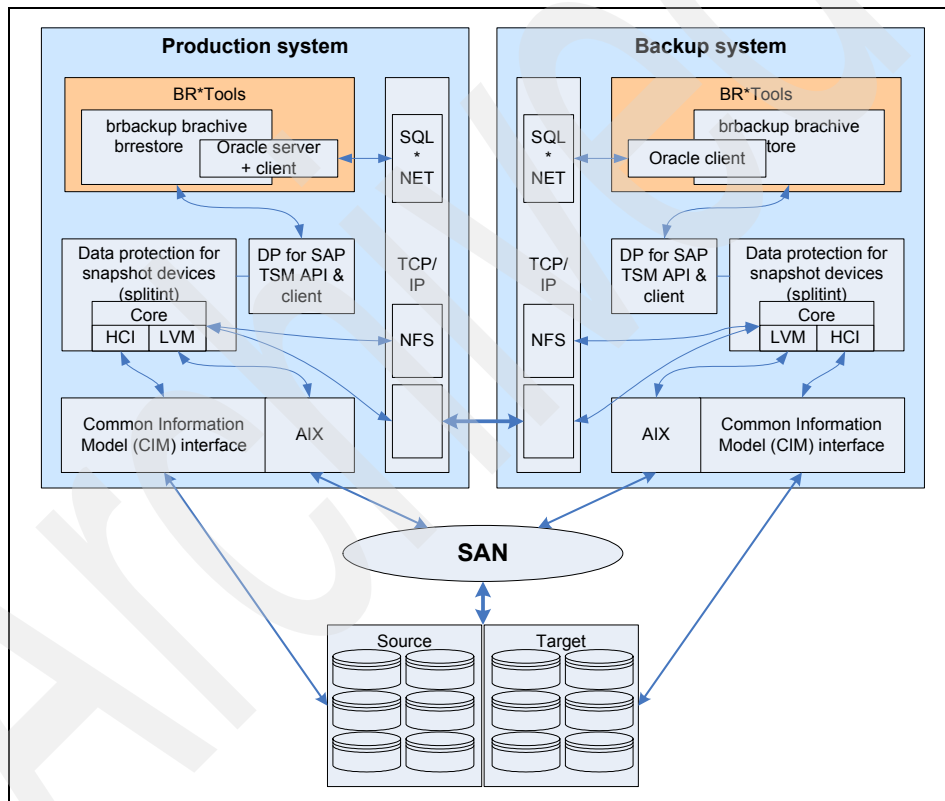 Production system
BR*Tools
brbackup brachive
brrestore
Oracle server
+ client
SQL
*
NET
Data protection for
snapshot devices
(splitint)
Core
HCI
LVM
DP for SAP
TSM API &
client
TCP/
IP
NFS
Common Information
Model (CIM) interface
AIX
Backup system
BR*Tools
brbackup brachive
store
Oracle client
SQL
*
NET
DP for SAP
TSM API &
client
Data protection for
snapshot devices
(splitint)
Core
LVM
HCI
TCP/
IP
NFS
AIX
Common Information
Model (CIM) interface
SAN
Source
Target
Archived